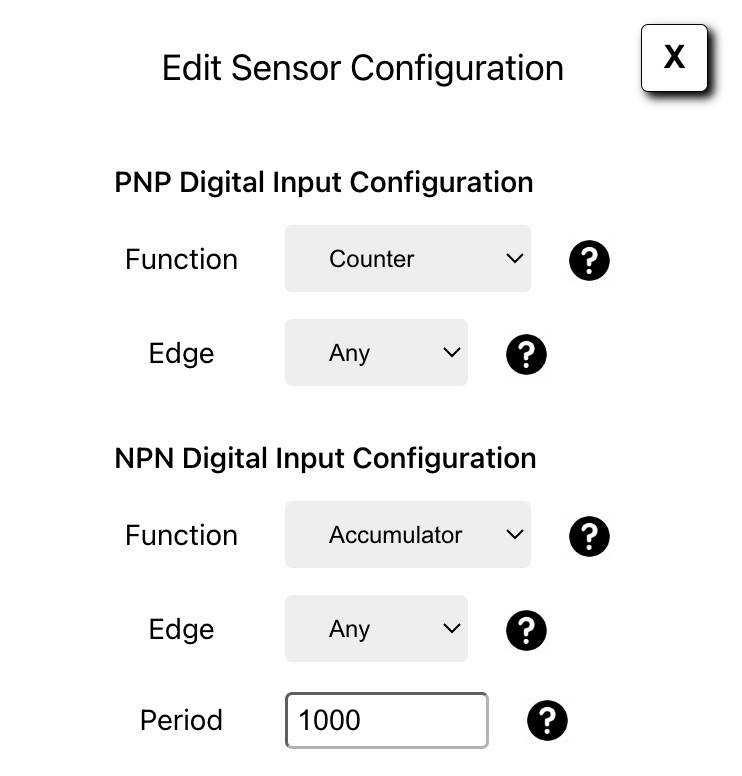 Edit Sensor Configuration X
PNP Digital Input Configuration
Function Counter ?
Edge Any ?
NPN Digital Input Configuration
Function Accumulator ?
Edge Any ?
Period 1000 ?